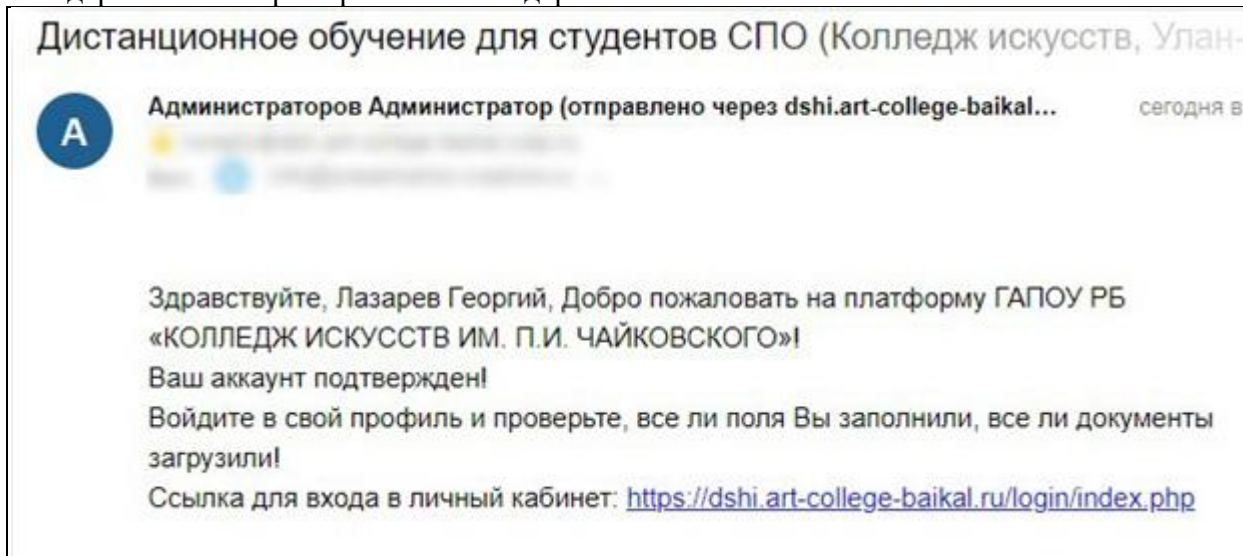 Дистанционное обучение для студентов СПО (Колледж искусств, Улан-
А
Администраторов Администратор (отправлено через dshi.art-college-baikal...
сегодня в
Здравствуйте, Лазарев Георгий, Добро пожаловать на платформу ГАПОУ РБ
«КОЛЛЕДЖ ИСКУССТВ ИМ. П.И. ЧАЙКОВСКОГО»!
Ваш аккаунт подтвержден!
Войдите в свой профиль и проверьте, все ли поля Вы заполнили, все ли документы
загрузили!
Ссылка для входа в личный кабинет: https://dshi.art-college-baikal.ru/login/index.php